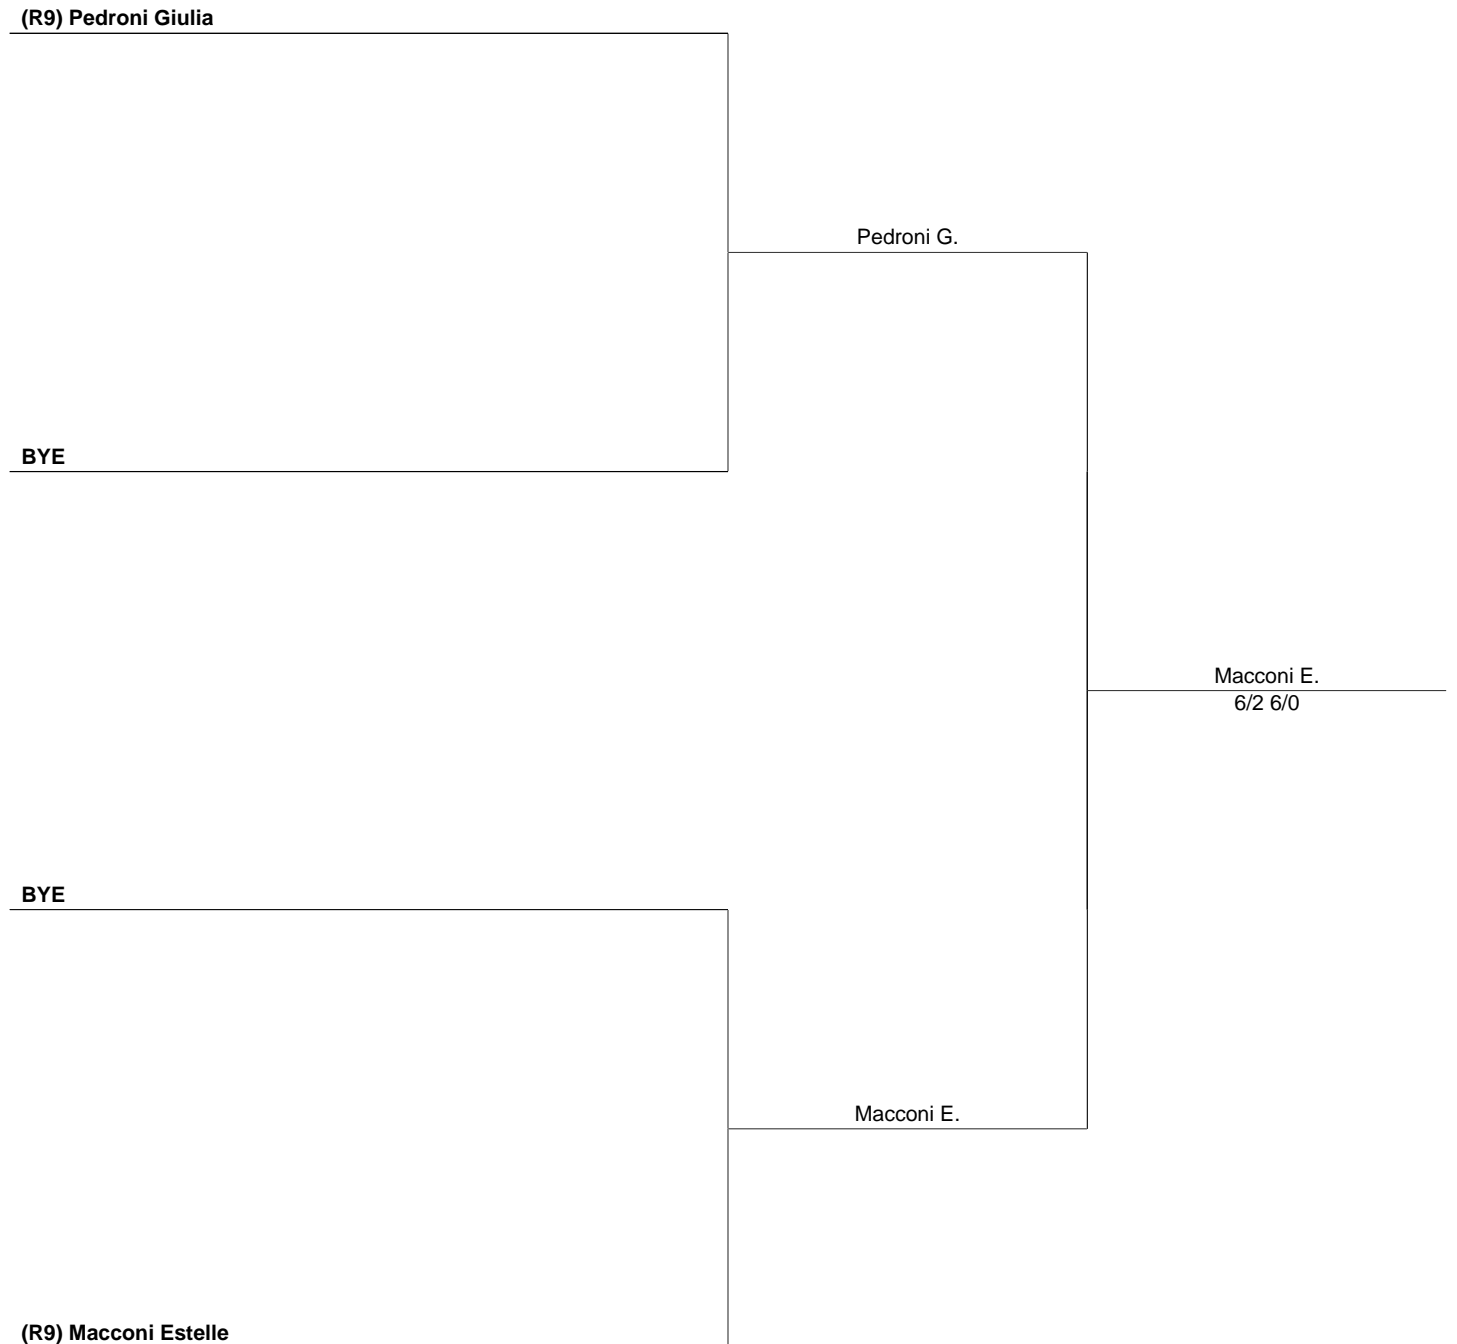 (R9) Pedroni Giulia
Pedroni G.
BYE
Macconi E.
6/2 6/0
BYE
Macconi E.
(R9) Macconi Estelle